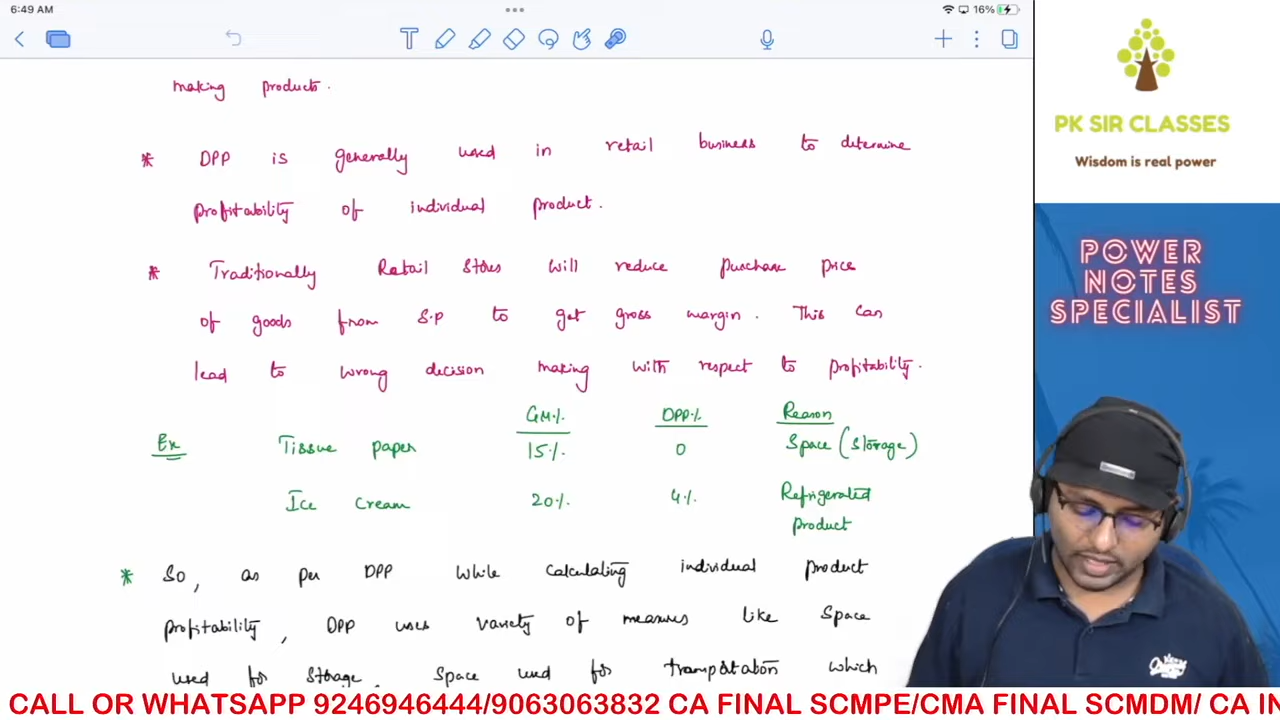 6:49 AM
16%
making products.
* DPP is generally used in retail business to determine
profitability of individual product.
* Traditionally Retail Stores will reduce purchase price
of goods from S.P to get gross margin. This can
lead to wrong decision making with respect to profitability.
GM% DPP% Reason
Ex Tissue paper 15% 0 Space (Storage)
Ice Cream 20% 4% Refrigerated
product
* So, as per DPP While calculating individual product
profitability, DPP uses variety of measures like Space
used for Storage, Space used for transportation which
PK SIR CLASSES
Wisdom is real power
POWER
NOTES
SPECIALIST
CALL OR WHATSAPP 9246946444/9063063832 CA FINAL SCMPE/CMA FINAL SCMDM/ CA IN